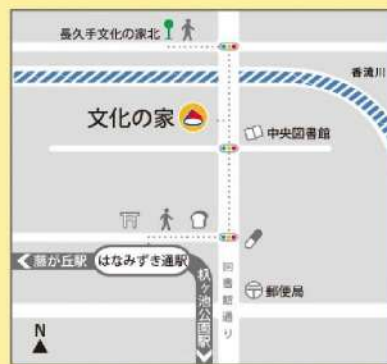 長久手文化の家北
香流川
文化の家
中央図書館
藤が丘駅
はなみずき通駅
杁ヶ池公園駅
図書館通り
郵便局
N